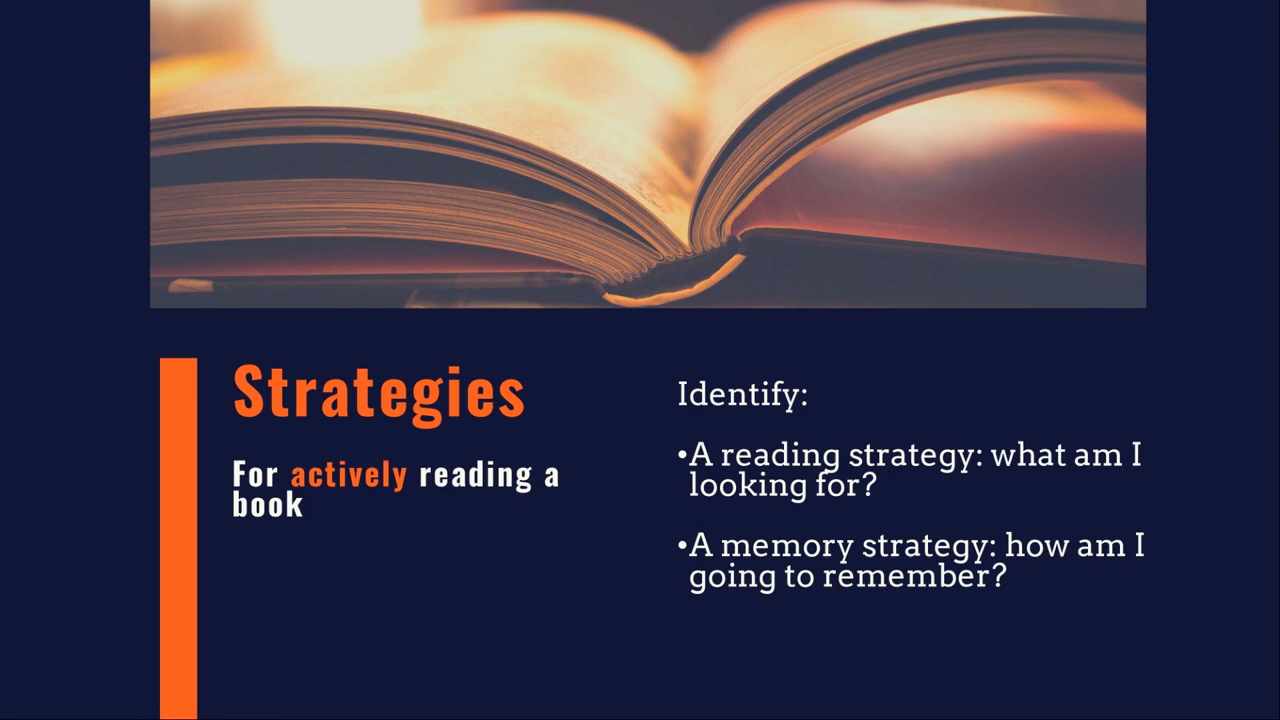 Strategies
For actively reading a
book
Identify:
•A reading strategy: what am I
looking for?
•A memory strategy: how am I
going to remember?